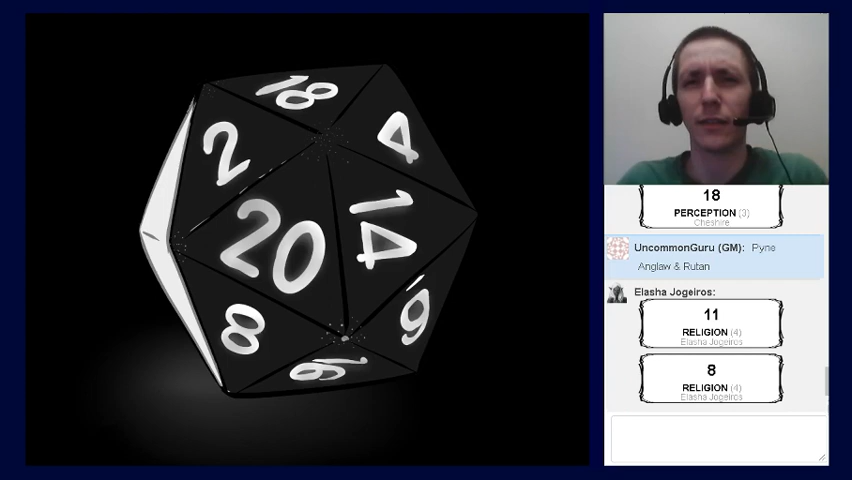 18
2
4
20
14
8
9
16
18
PERCEPTION (3)
Cheshire
UncommonGuru (GM): Pyne
Anglaw & Rutan
Elasha Jogeiros:
11
RELIGION (4)
Elasha Jogeiros
8
RELIGION (4)
Elasha Jogeiros